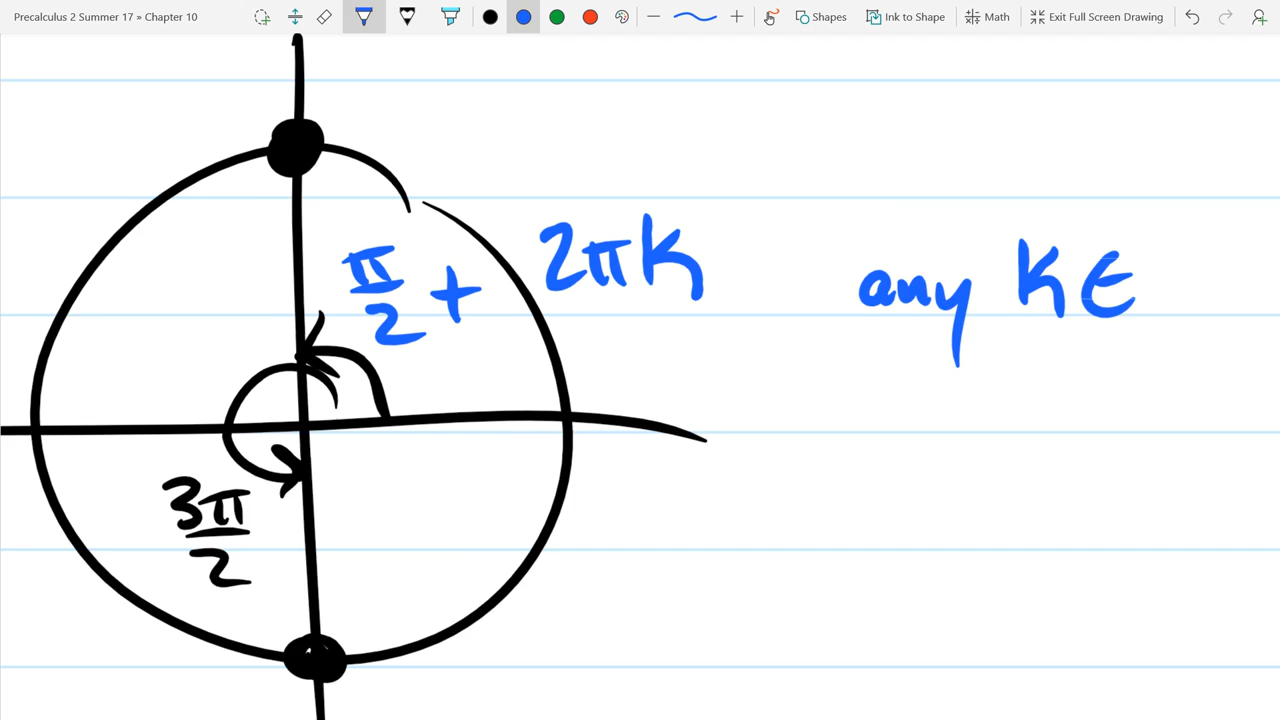 Precalculus 2 Summer 17 » Chapter 10
Shapes
Ink to Shape
Math
Exit Full Screen Drawing
π/2 + 2πK
any K ∈
3π/2